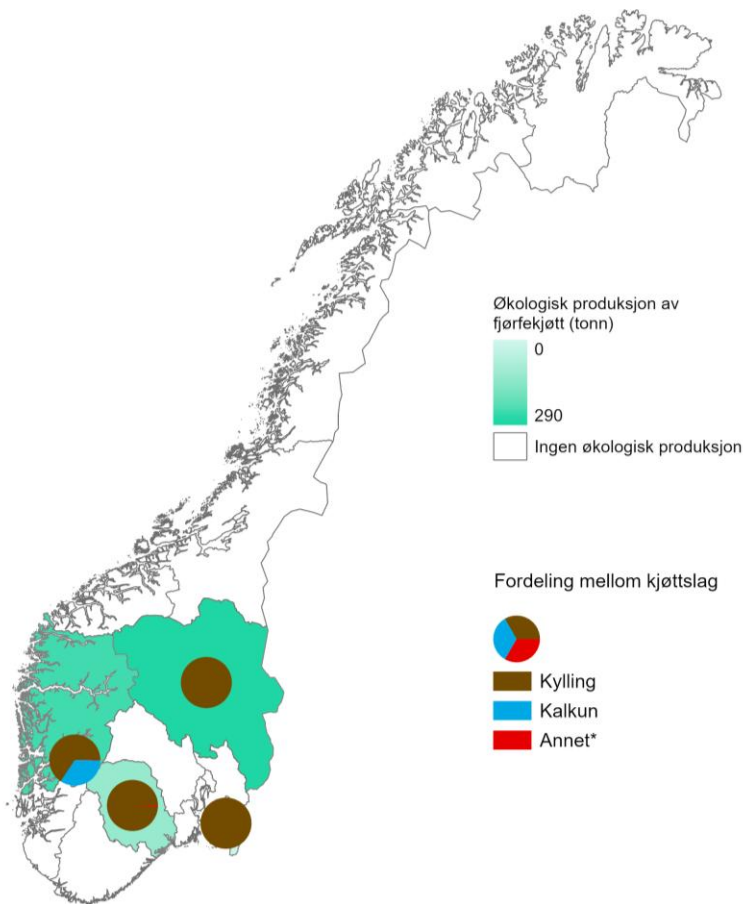 Økologisk produksjon av
fjørfekjøtt (tonn)
0
290
Ingen økologisk produksjon
Fordeling mellom kjøttslag
Kylling
Kalkun
Annet*